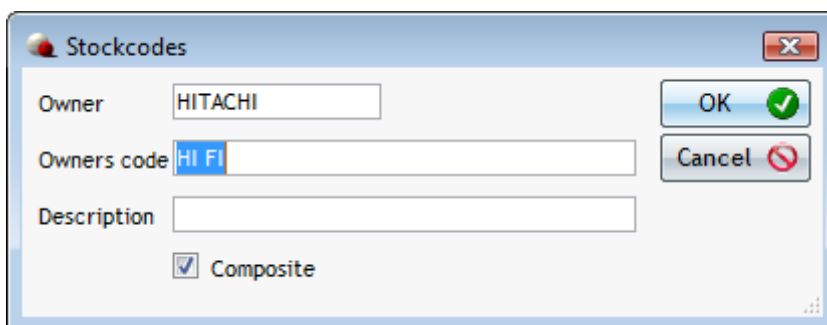 Stockcodes
Owner HITACHI OK
Owners code HI FI Cancel
Description
Composite